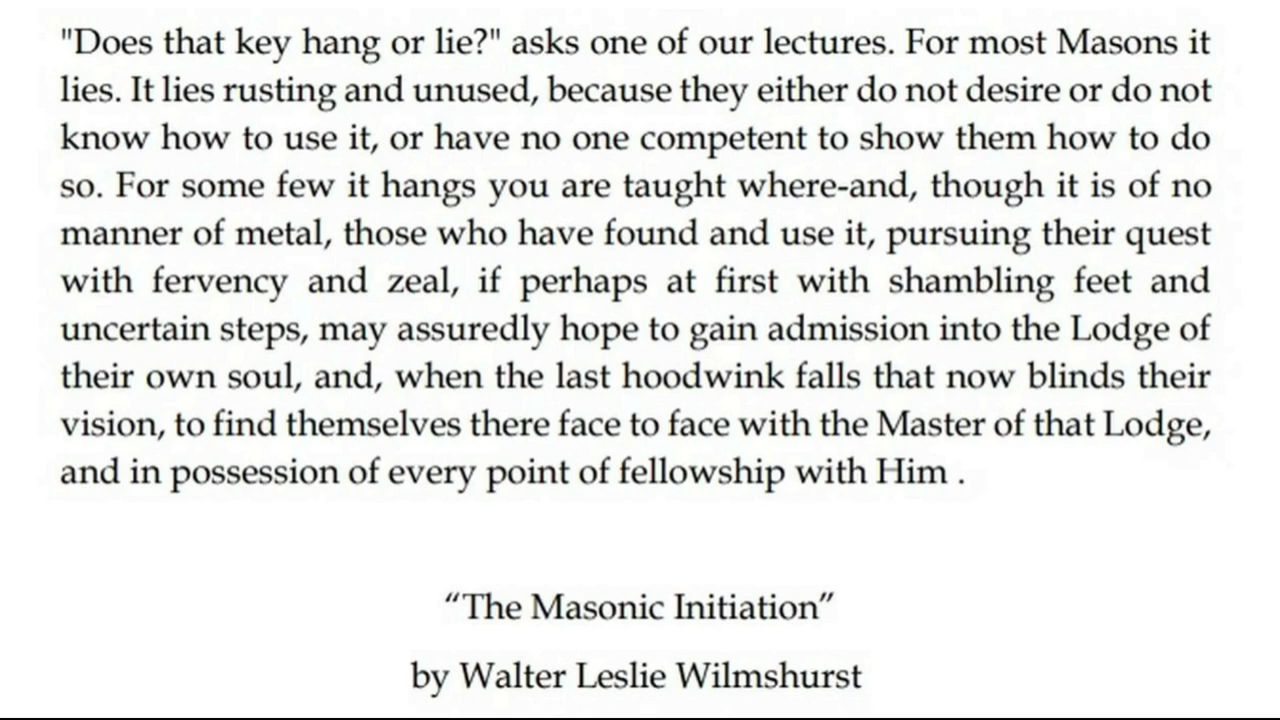 "Does that key hang or lie?" asks one of our lectures. For most Masons it
lies. It lies rusting and unused, because they either do not desire or do not
know how to use it, or have no one competent to show them how to do
so. For some few it hangs you are taught where-and, though it is of no
manner of metal, those who have found and use it, pursuing their quest
with fervency and zeal, if perhaps at first with shambling feet and
uncertain steps, may assuredly hope to gain admission into the Lodge of
their own soul, and, when the last hoodwink falls that now blinds their
vision, to find themselves there face to face with the Master of that Lodge,
and in possession of every point of fellowship with Him .
“The Masonic Initiation”
by Walter Leslie Wilmshurst